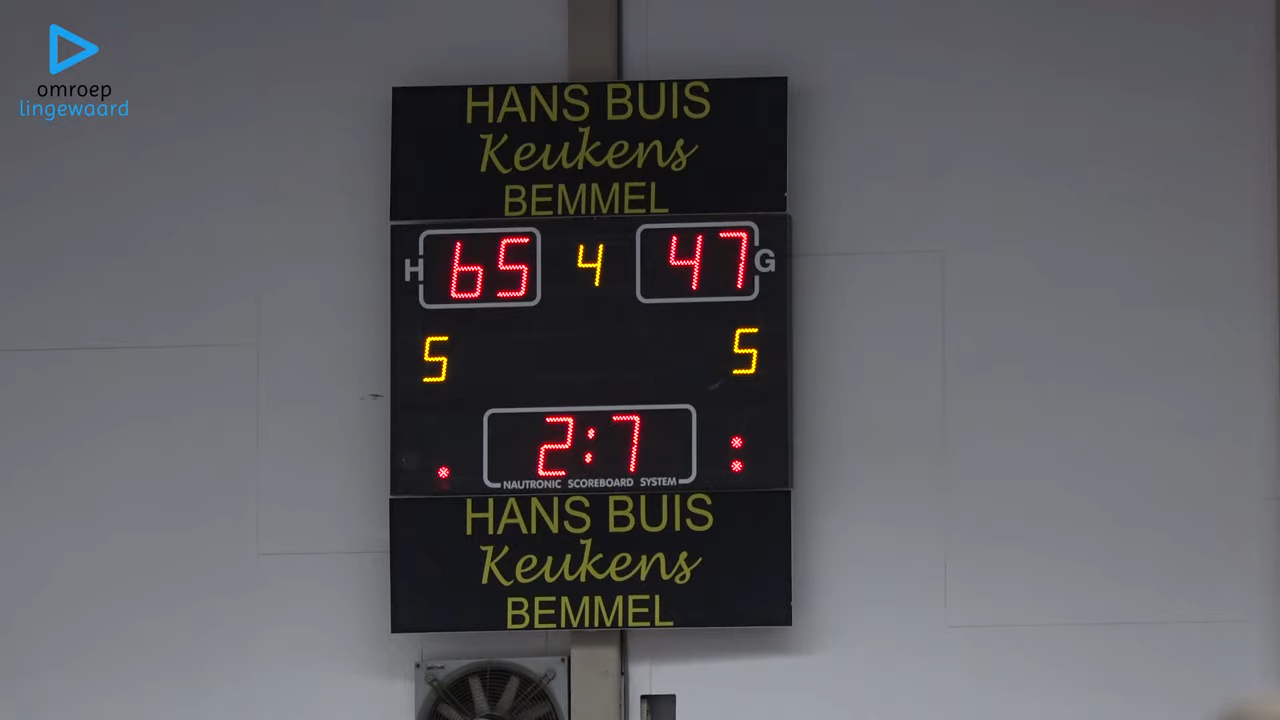 omroep
lingewaard
HANS BUIS
Keukens
BEMMEL
H 65 4 47 G
5 5
. 2:7 :
NAUTRONIC SCOREBOARD SYSTEM
HANS BUIS
Keukens
BEMMEL